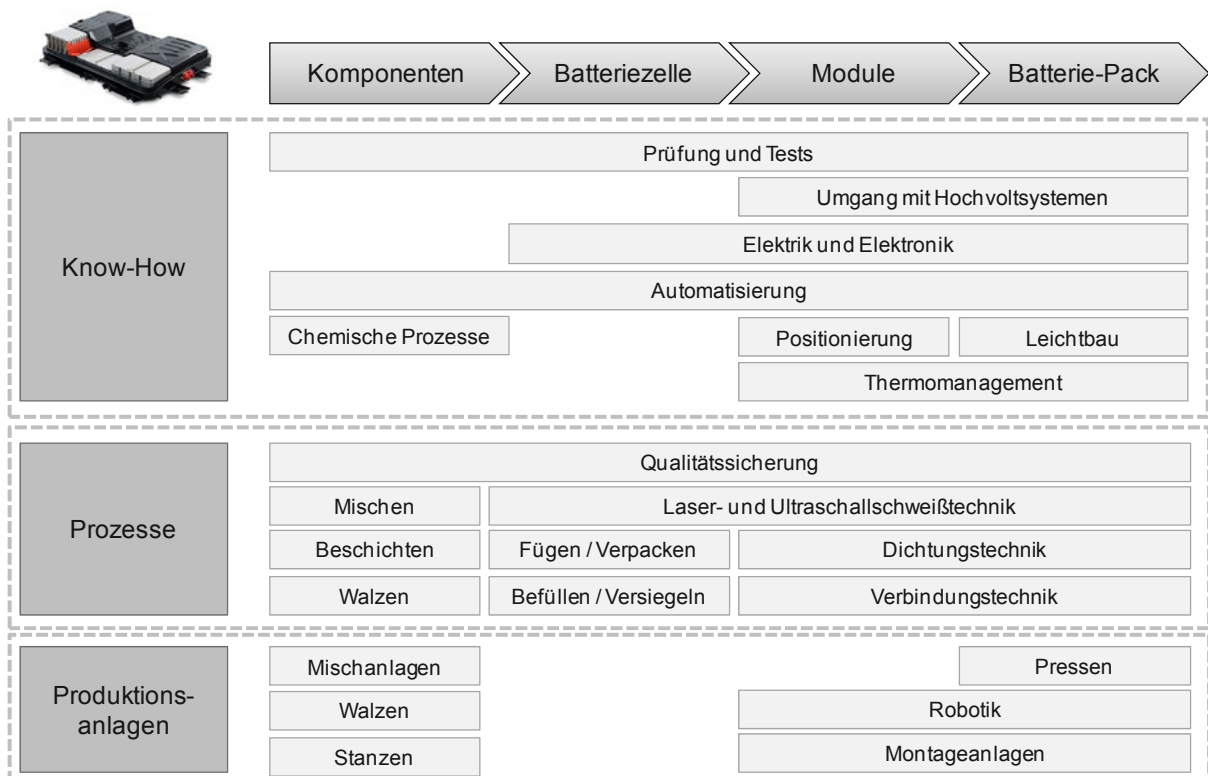 Komponenten
Batteriezelle
Module
Batterie-Pack
Know-How
Prüfung und Tests
Umgang mit Hochvoltsystemen
Elektrik und Elektronik
Automatisierung
Chemische Prozesse
Positionierung
Leichtbau
Thermomanagement
Prozesse
Qualitätssicherung
Mischen
Laser- und Ultraschallschweißtechnik
Beschichten
Fügen / Verpacken
Dichtungstechnik
Walzen
Befüllen / Versiegeln
Verbindungstechnik
Produktions-
anlagen
Mischanlagen
Pressen
Walzen
Robotik
Stanzen
Montageanlagen